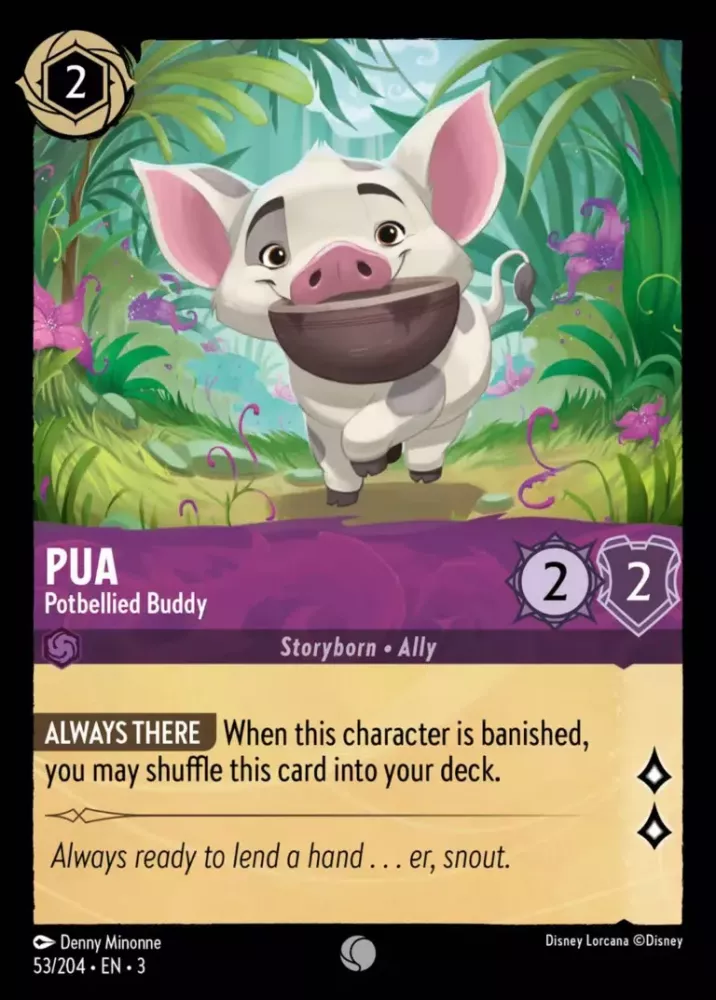 2
PUA
Potbellied Buddy
2
2
Storyborn • Ally
ALWAYS THERE When this character is banished,
you may shuffle this card into your deck.
Always ready to lend a hand . . . er, snout.
Denny Minonne
Disney Lorcana ©Disney
53/204 • EN • 3